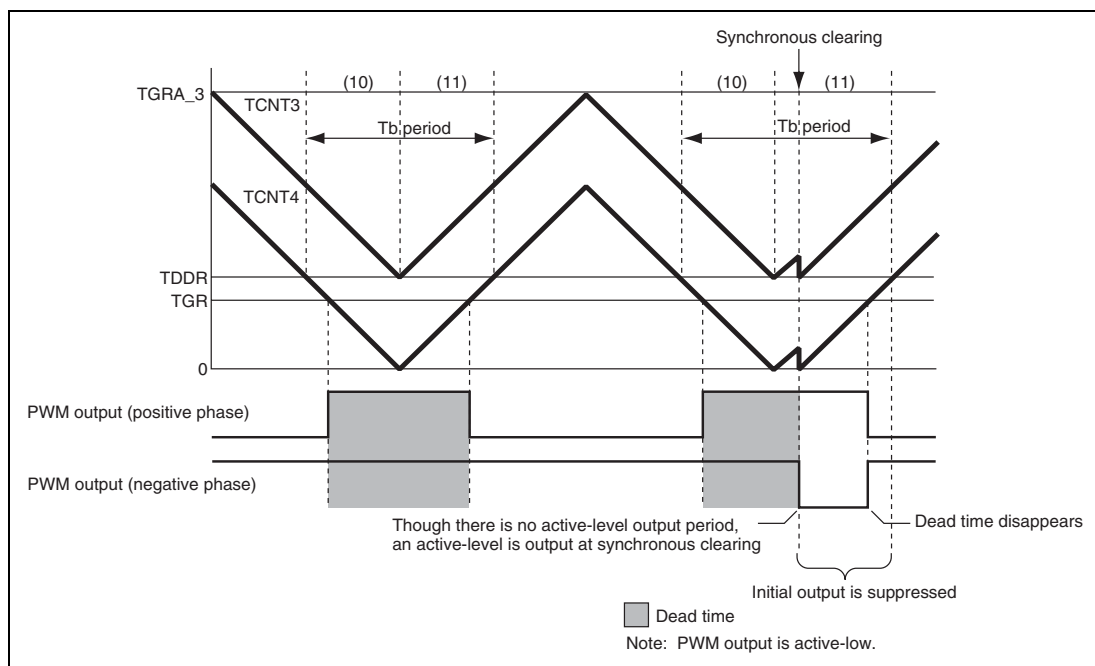 Synchronous clearing
(10)
(11)
(10)
(11)
TGRA_3
TCNT3
Tb period
Tb period
TCNT4
TDDR
TGR
0
PWM output (positive phase)
PWM output (negative phase)
Though there is no active-level output period,
an active-level is output at synchronous clearing
Dead time disappears
Initial output is suppressed
Dead time
Note: PWM output is active-low.